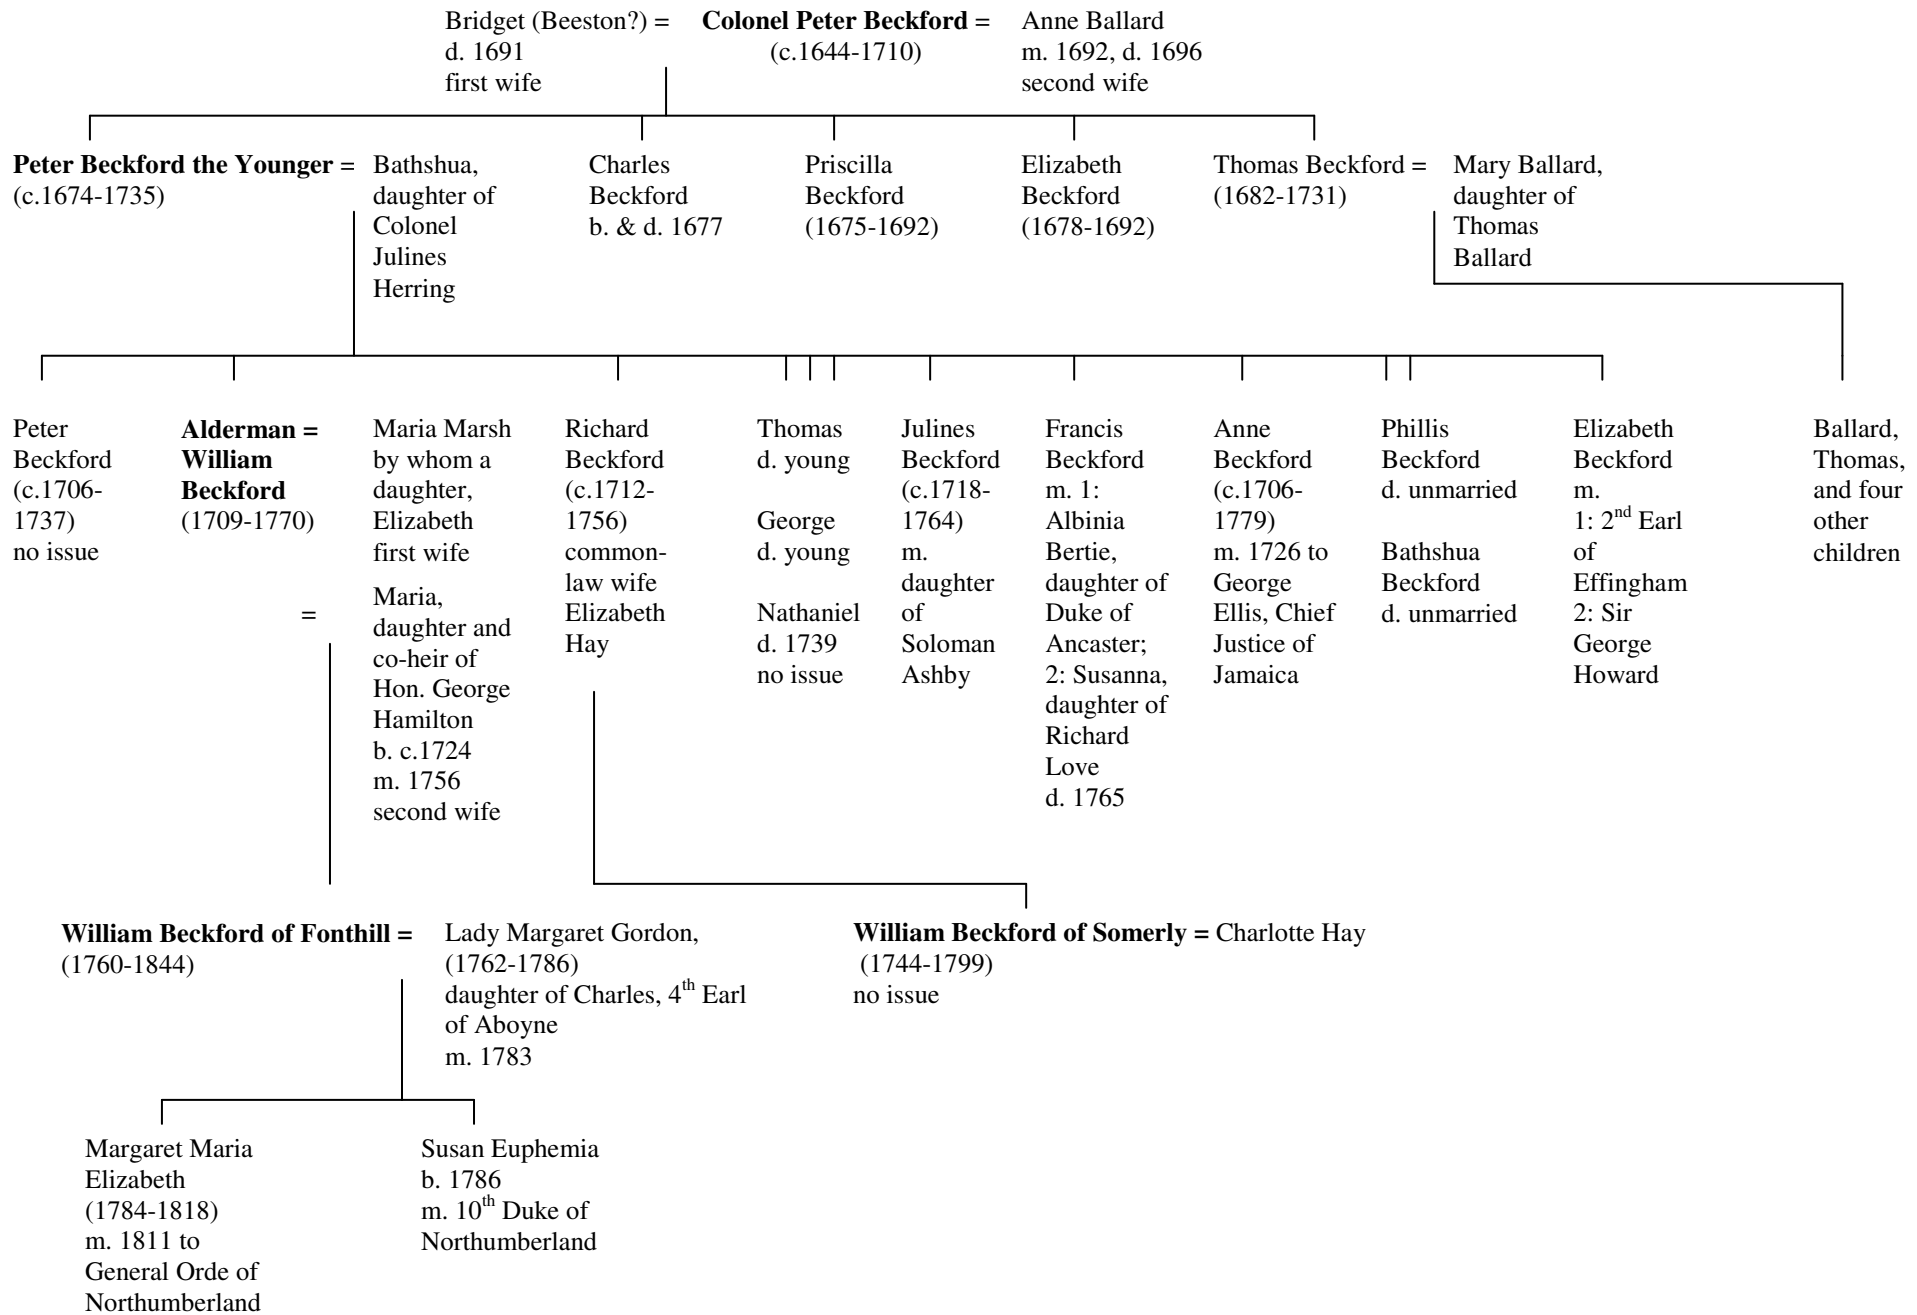 Bridget (Beeston?) =
d. 1691
first wife
Colonel Peter Beckford =
(c.1644-1710)
Anne Ballard
m. 1692, d. 1696
second wife
Peter Beckford the Younger =
(c.1674-1735)
Bathshua,
daughter of
Colonel
Julines
Herring
Charles
Beckford
b. & d. 1677
Priscilla
Beckford
(1675-1692)
Elizabeth
Beckford
(1678-1692)
Thomas Beckford =
(1682-1731)
Mary Ballard,
daughter of
Thomas
Ballard
Peter
Beckford
(c.1706-
1737)
no issue
Alderman =
William
Beckford
(1709-1770)
Maria Marsh
by whom a
daughter,
Elizabeth
first wife
=
Maria,
daughter and
co-heir of
Hon. George
Hamilton
b. c.1724
m. 1756
second wife
Richard
Beckford
(c.1712-
1756)
common-
law wife
Elizabeth
Hay
Thomas
d. young
George
d. young
Nathaniel
d. 1739
no issue
Julines
Beckford
(c.1718-
1764)
m.
daughter
of
Soloman
Ashby
Francis
Beckford
m. 1:
Albinia
Bertie,
daughter of
Duke of
Ancaster;
2: Susanna,
daughter of
Richard
Love
d. 1765
Anne
Beckford
(c.1706-
1779)
m. 1726 to
George
Ellis, Chief
Justice of
Jamaica
Phillis
Beckford
d. unmarried
Bathshua
Beckford
d. unmarried
Elizabeth
Beckford
m.
1: 2nd Earl
of
Effingham
2: Sir
George
Howard
Ballard,
Thomas,
and four
other
children
William Beckford of Fonthill =
(1760-1844)
Lady Margaret Gordon,
(1762-1786)
daughter of Charles, 4th Earl
of Aboyne
m. 1783
William Beckford of Somerly = Charlotte Hay
(1744-1799)
no issue
Margaret Maria
Elizabeth
(1784-1818)
m. 1811 to
General Orde of
Northumberland
Susan Euphemia
b. 1786
m. 10th Duke of
Northumberland